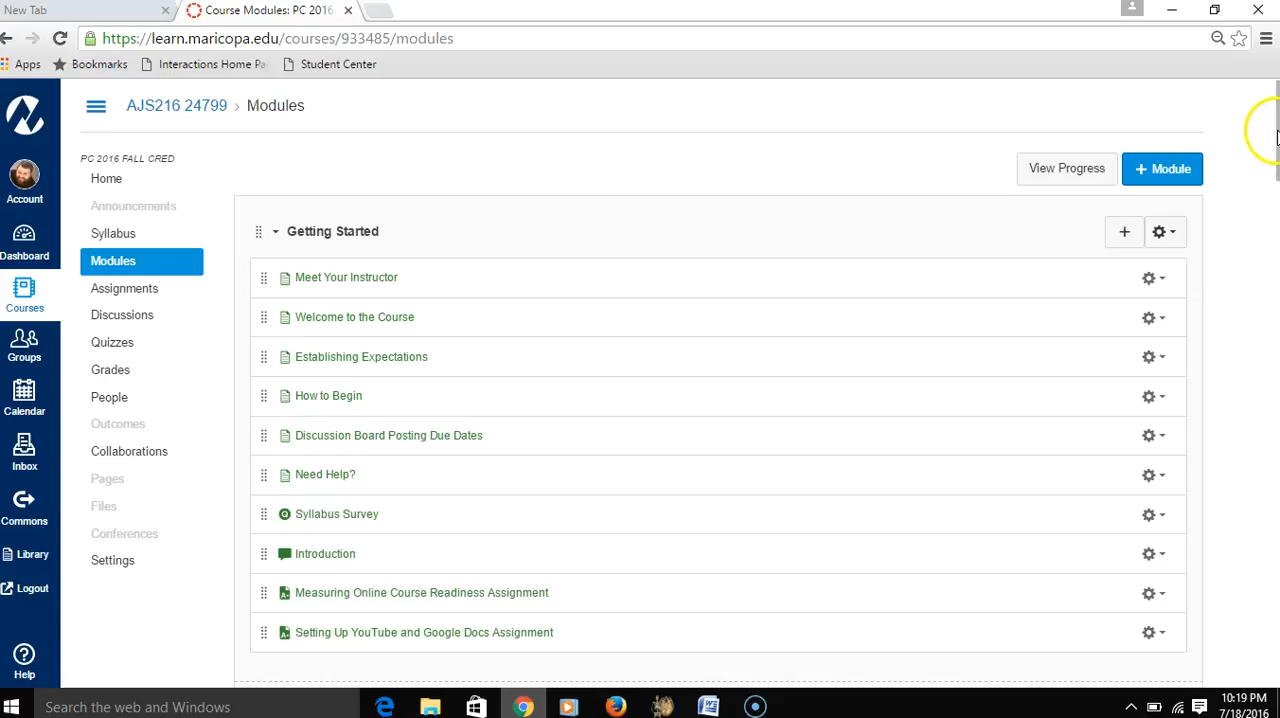 New Tab
Course Modules: PC 2016
https://learn.maricopa.edu/courses/933485/modules
Apps
Bookmarks
Interactions Home Pa
Student Center
AJS216 24799 › Modules
PC 2016 FALL CRED
View Progress
+ Module
Account
Dashboard
Courses
Groups
Calendar
Inbox
Commons
Library
Logout
Help
Home
Announcements
Syllabus
Modules
Assignments
Discussions
Quizzes
Grades
People
Outcomes
Collaborations
Pages
Files
Conferences
Settings
Getting Started
Meet Your Instructor
Welcome to the Course
Establishing Expectations
How to Begin
Discussion Board Posting Due Dates
Need Help?
Syllabus Survey
Introduction
Measuring Online Course Readiness Assignment
Setting Up YouTube and Google Docs Assignment
Search the web and Windows
10:19 PM
7/18/2016